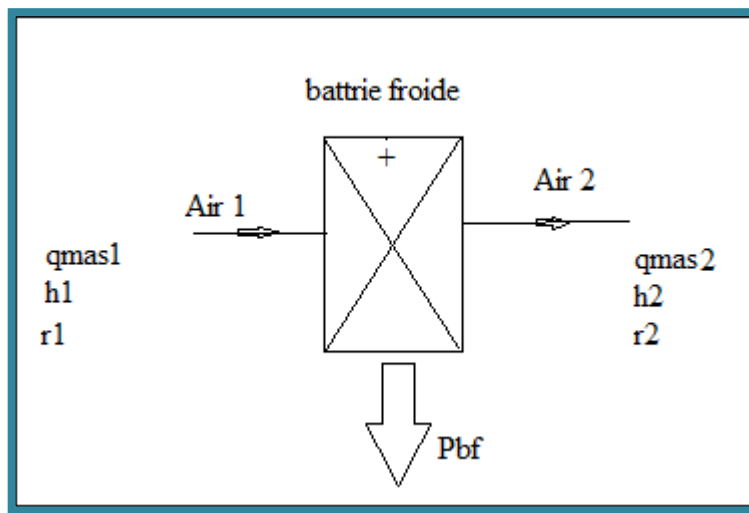 battrie froide
+
Air 1
Air 2
qmas1
h1
r1
qmas2
h2
r2
Pbf